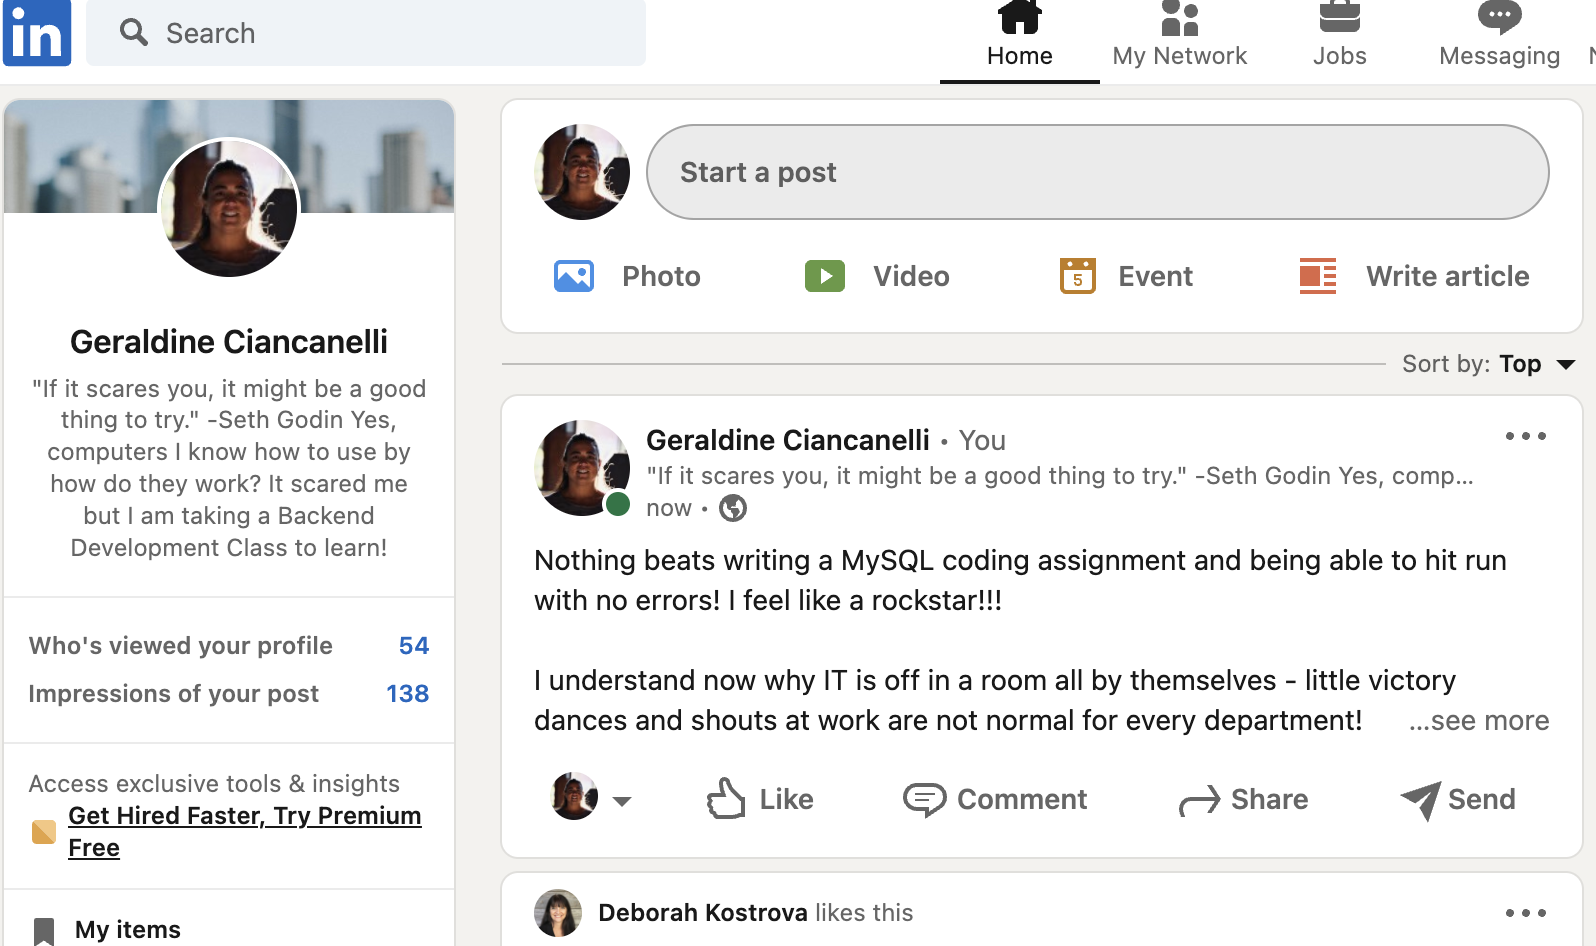 in
Search
Home
My Network
Jobs
Messaging
Geraldine Ciancanelli
"If it scares you, it might be a good
thing to try." -Seth Godin Yes,
computers I know how to use by
how do they work? It scared me
but I am taking a Backend
Development Class to learn!
Who's viewed your profile 54
Impressions of your post 138
Access exclusive tools & insights
Get Hired Faster, Try Premium
Free
My items
Start a post
Photo
Video
5
Event
Write article
Sort by: Top
Geraldine Ciancanelli • You
"If it scares you, it might be a good thing to try." -Seth Godin Yes, comp...
now •
Nothing beats writing a MySQL coding assignment and being able to hit run
with no errors! I feel like a rockstar!!!
I understand now why IT is off in a room all by themselves - little victory
dances and shouts at work are not normal for every department! ...see more
Like
Comment
Share
Send
Deborah Kostrova likes this